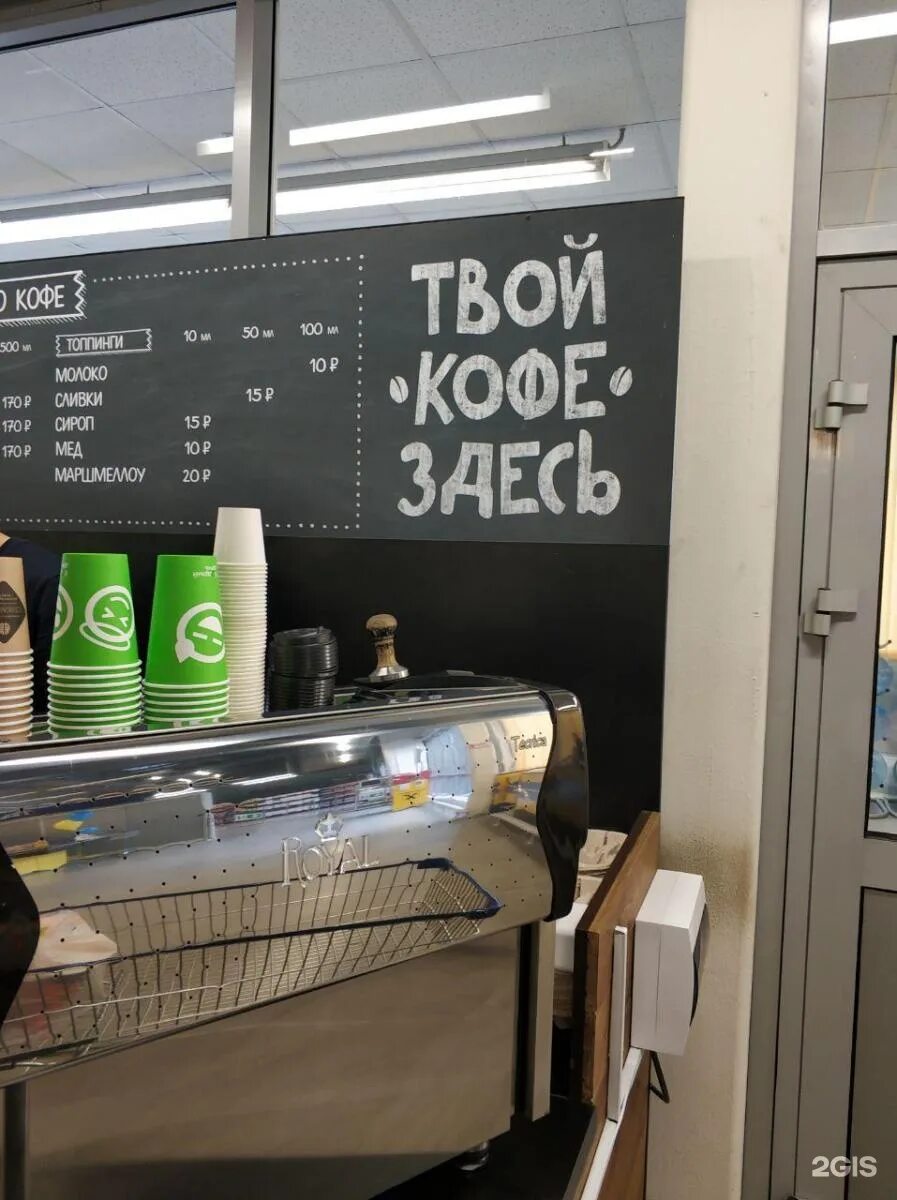 О КОФЕ
500 мл ТОППИНГИ 10 мл 50 мл 100 мл
МОЛОКО 10 ₽
170 ₽ СЛИВКИ 15 ₽
170 ₽ СИРОП 15 ₽
170 ₽ МЕД 10 ₽
МАРШМЕЛЛОУ 20 ₽
ТВОЙ
КОФЕ
ЗДЕСЬ
Tecnica
ROYAL
2GIS